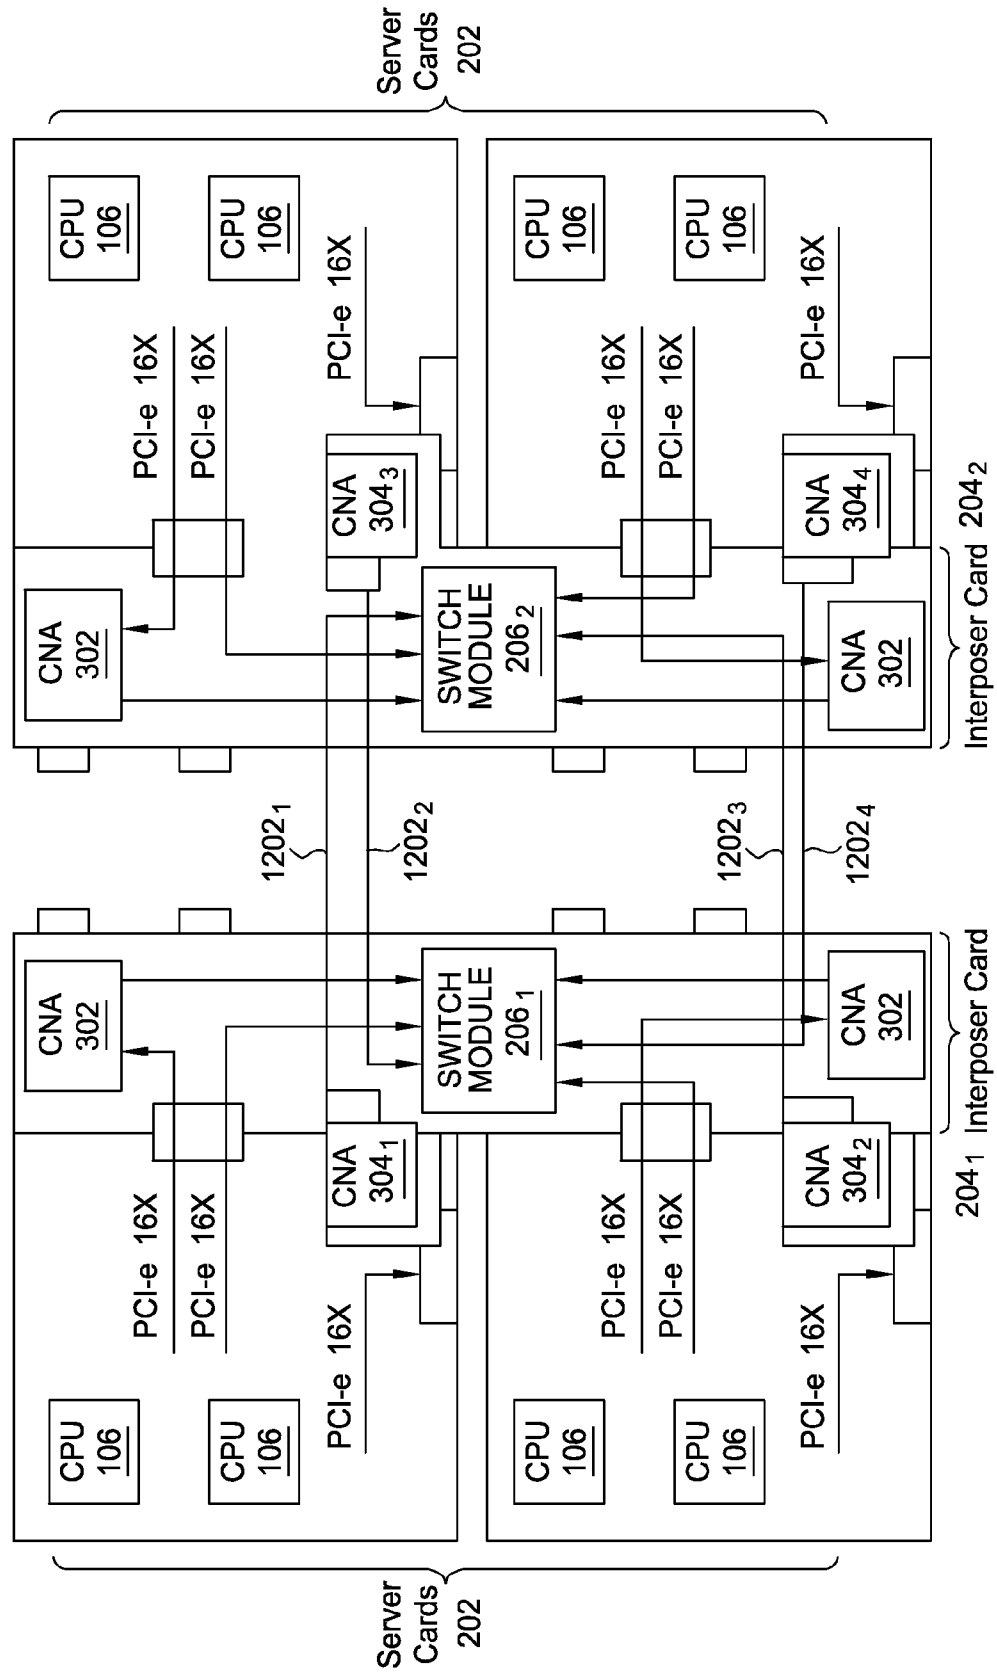 CPU
106
CNA
302
CNA
302
CPU
106
PCI-e 16X
PCI-e 16X
PCI-e 16X
PCI-e 16X
CPU
106
CPU
106
1202₁
PCI-e 16X
CNA
304₁
CNA
304₃
PCI-e 16X
1202₂
Server
Cards
202
SWITCH
MODULE
206₁
SWITCH
MODULE
206₂
Server
Cards
202
CPU
106
CPU
106
PCI-e 16X
PCI-e 16X
PCI-e 16X
PCI-e 16X
CPU
106
CPU
106
1202₃
PCI-e 16X
CNA
304₂
CNA
304₄
PCI-e 16X
1202₄
CNA
302
CNA
302
204₁ Interposer Card
Interposer Card 204₂